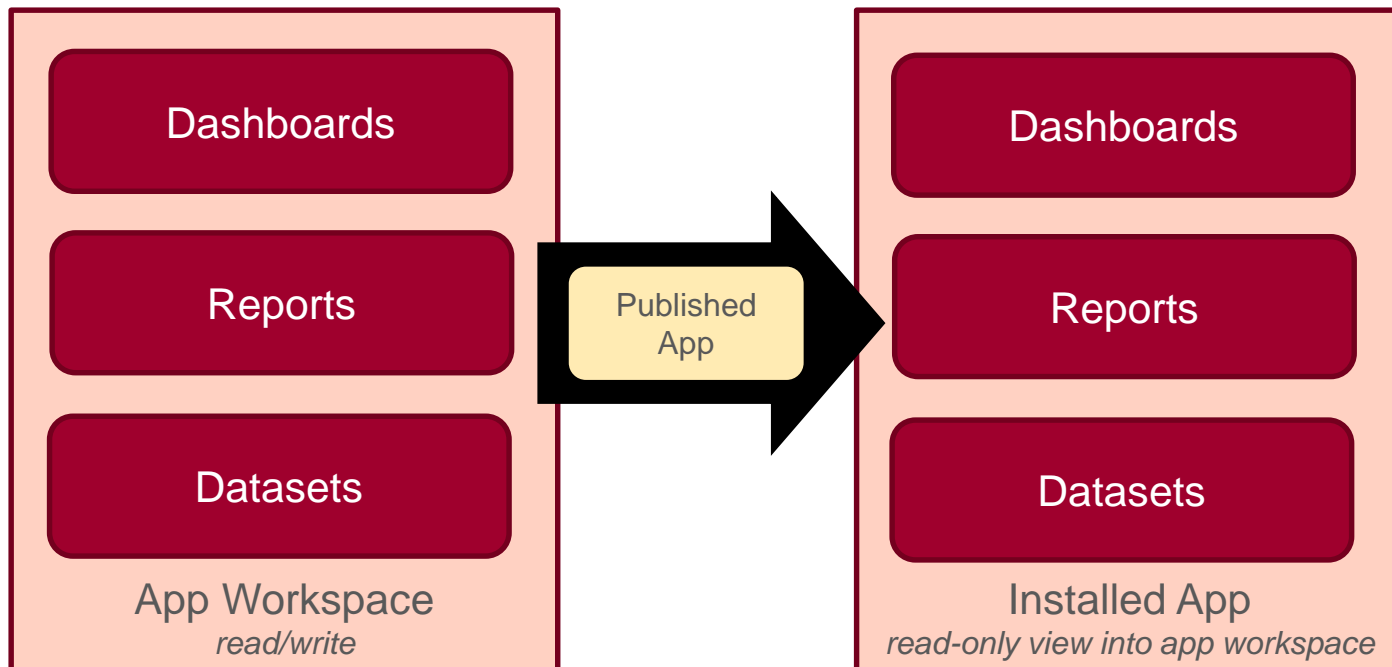 Dashboards
Reports
Datasets
App Workspace
read/write
Published
App
Dashboards
Reports
Datasets
Installed App
read-only view into app workspace